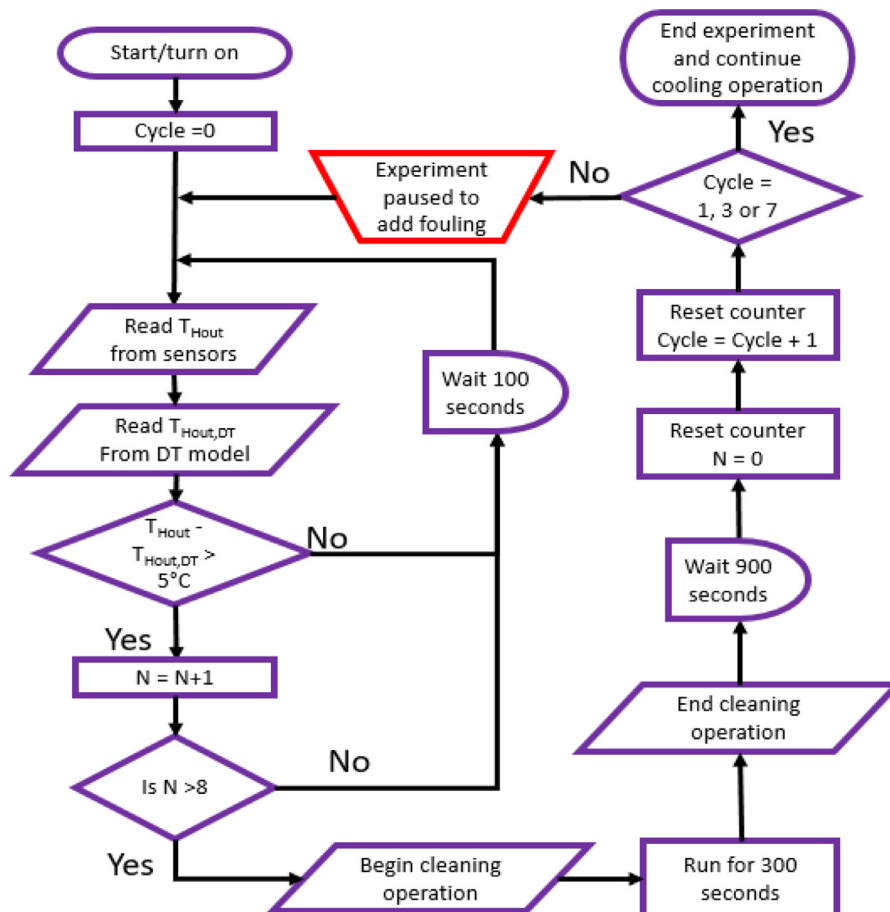 Start/turn on
Cycle =0
Experiment
paused to
add fouling
No
End experiment
and continue
cooling operation
Yes
Cycle =
1, 3 or 7
Read T_Hout
from sensors
Read T_Hout,DT
From DT model
T_Hout -
T_Hout,DT >
5°C
No
Yes
N = N+1
Is N >8
No
Yes
Wait 100
seconds
Begin cleaning
operation
Run for 300
seconds
End cleaning
operation
Wait 900
seconds
Reset counter
N = 0
Reset counter
Cycle = Cycle + 1